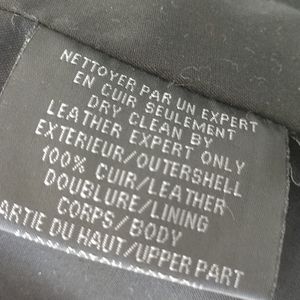 NETTOYER PAR UN EXPERT
EN CUIR SEULEMENT
DRY CLEAN BY
LEATHER EXPERT ONLY
EXTERIEUR/OUTERSHELL
100% CUIR/LEATHER
DOUBLURE/LINING
CORPS/BODY
ARTIE DU HAUT/UPPER PART